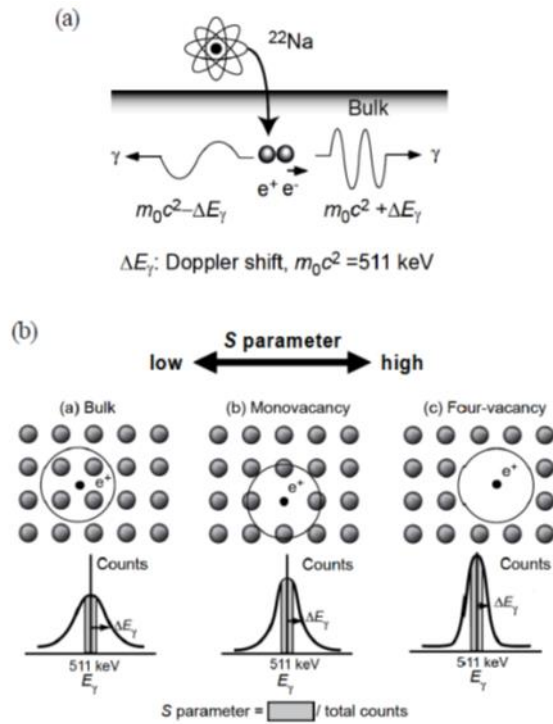 (a)
²²Na
Bulk
γ
γ
e⁺ e⁻
m₀c²−ΔEᵧ
m₀c² +ΔEᵧ
ΔEᵧ: Doppler shift, m₀c² =511 keV
(b)
S parameter
low
high
(a) Bulk
(b) Monovacancy
(c) Four-vacancy
e⁺
e⁺
e⁺
Counts
Counts
Counts
ΔEᵧ
ΔEᵧ
ΔEᵧ
511 keV
511 keV
511 keV
Eᵧ
Eᵧ
Eᵧ
S parameter = / total counts